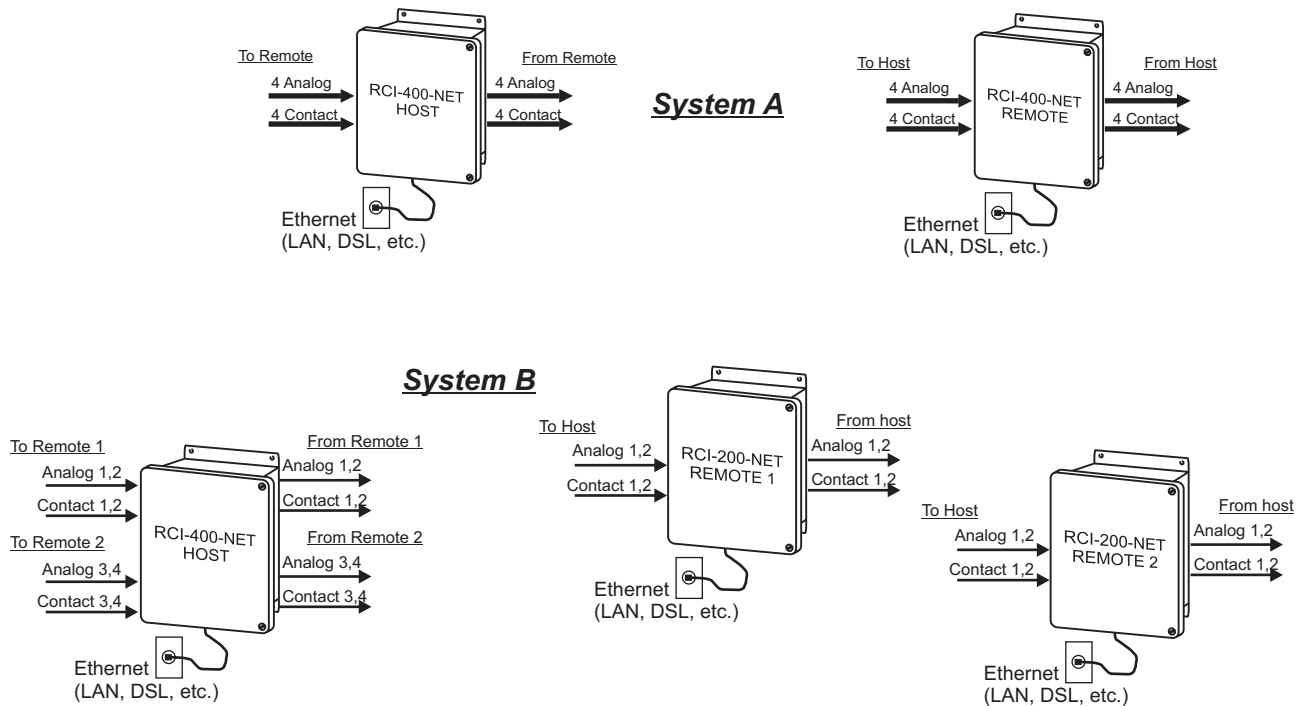 To Remote
4 Analog
4 Contact
RCI-400-NET
HOST
From Remote
4 Analog
4 Contact
Ethernet
(LAN, DSL, etc.)
System A
To Host
4 Analog
4 Contact
RCI-400-NET
REMOTE
From Host
4 Analog
4 Contact
Ethernet
(LAN, DSL, etc.)
System B
To Remote 1
Analog 1,2
Contact 1,2
To Remote 2
Analog 3,4
Contact 3,4
RCI-400-NET
HOST
From Remote 1
Analog 1,2
Contact 1,2
From Remote 2
Analog 3,4
Contact 3,4
Ethernet
(LAN, DSL, etc.)
To Host
Analog 1,2
Contact 1,2
RCI-200-NET
REMOTE 1
From host
Analog 1,2
Contact 1,2
Ethernet
(LAN, DSL, etc.)
To Host
Analog 1,2
Contact 1,2
RCI-200-NET
REMOTE 2
From host
Analog 1,2
Contact 1,2
Ethernet
(LAN, DSL, etc.)